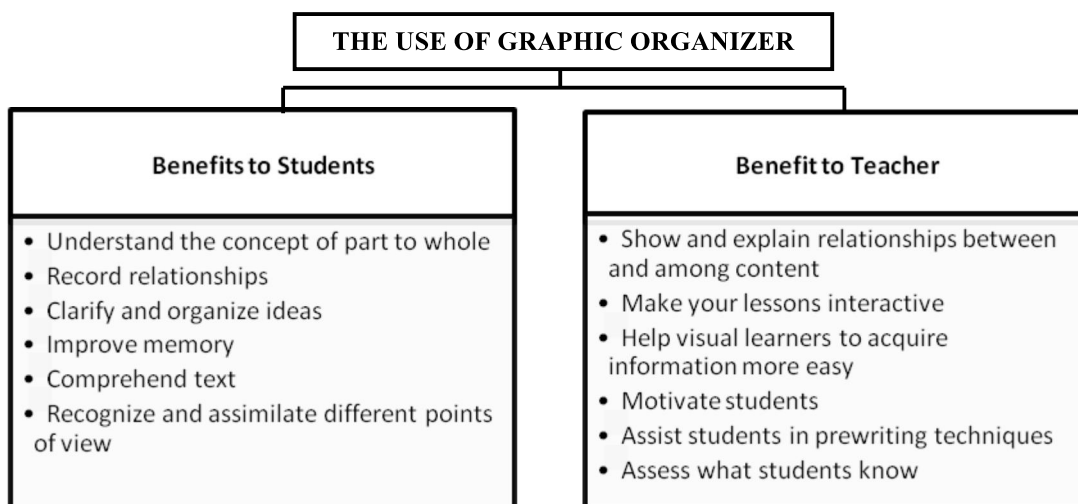 THE USE OF GRAPHIC ORGANIZER
Benefits to Students
• Understand the concept of part to whole
• Record relationships
• Clarify and organize ideas
• Improve memory
• Comprehend text
• Recognize and assimilate different points
of view
Benefit to Teacher
• Show and explain relationships between
and among content
• Make your lessons interactive
• Help visual learners to acquire
information more easy
• Motivate students
• Assist students in prewriting techniques
• Assess what students know